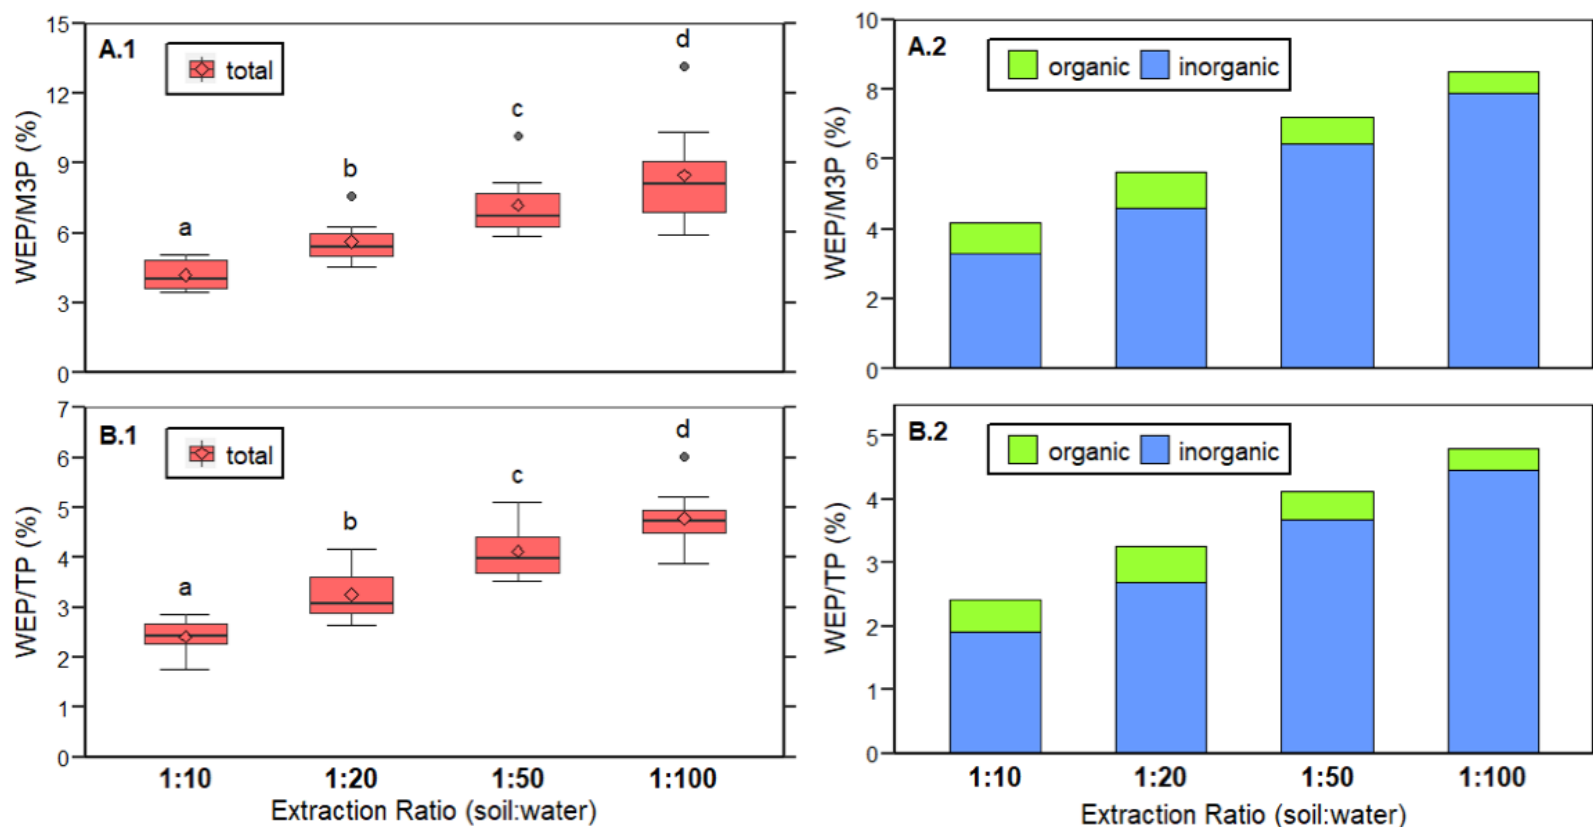 A.1
total
WEP/M3P (%)
15
12
9
6
3
0
a
b
c
d
A.2
organic
inorganic
WEP/M3P (%)
10
8
6
4
2
0
B.1
total
WEP/TP (%)
7
6
5
4
3
2
1
0
a
b
c
d
1:10
1:20
1:50
1:100
Extraction Ratio (soil:water)
B.2
organic
inorganic
WEP/TP (%)
5
4
3
2
1
0
1:10
1:20
1:50
1:100
Extraction Ratio (soil:water)